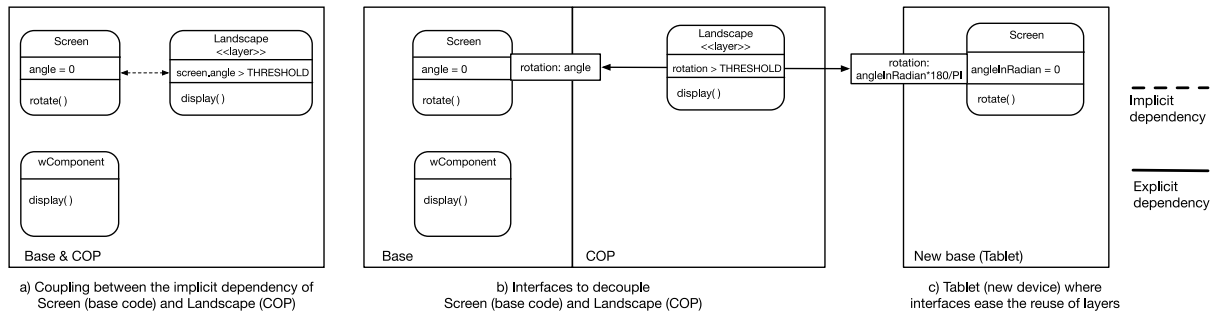 Screen
angle = 0
rotate( )
Landscape
<<layer>>
screen.angle > THRESHOLD
display( )
wComponent
display( )
Base & COP
a) Coupling between the implicit dependency of
Screen (base code) and Landscape (COP)
Screen
angle = 0
rotate( )
rotation: angle
wComponent
display( )
Base
Landscape
<<layer>>
rotation > THRESHOLD
display( )
COP
b) Interfaces to decouple
Screen (base code) and Landscape (COP)
rotation:
angleInRadian*180/PI
Screen
angleInRadian = 0
rotate( )
New base (Tablet)
c) Tablet (new device) where
interfaces ease the reuse of layers
Implicit
dependency
Explicit
dependency